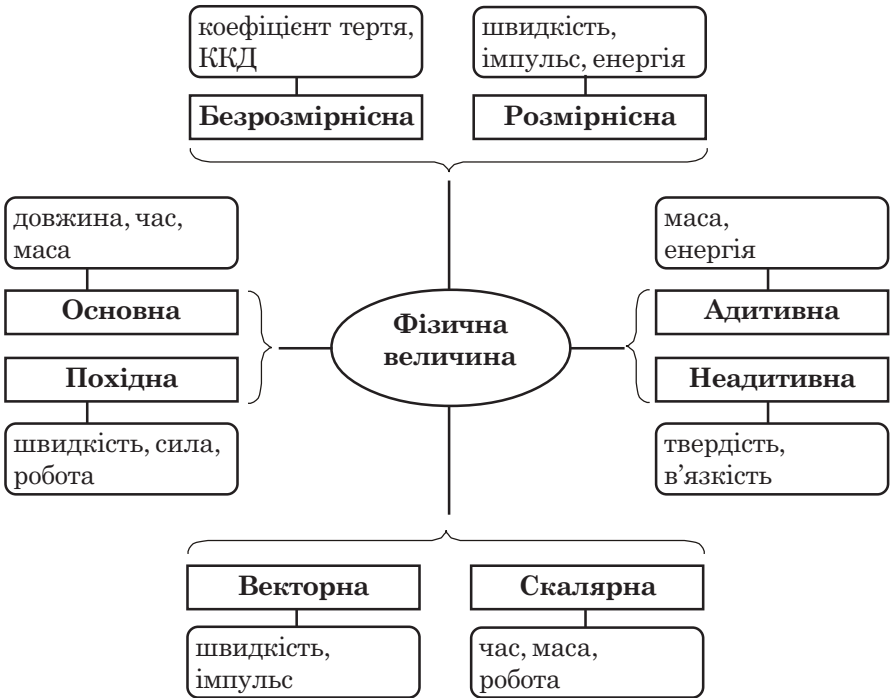 коефіцієнт тертя,
ККД
швидкість,
імпульс, енергія
Безрозмірнісна
Розмірнісна
довжина, час,
маса
Основна
Похідна
швидкість, сила,
робота
Фізична
величина
маса,
енергія
Адитивна
Неадитивна
твердість,
в'язкість
Векторна
Скалярна
швидкість,
імпульс
час, маса,
робота